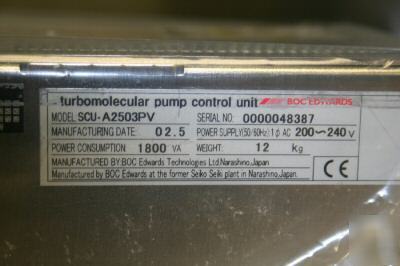 turbomolecular pump control unit BOC EDWARDS
MODEL SCU-A2503PV SERIAL NO: 0000048387
MANUFACTURING DATE: 02.5 POWER SUPPLY(50/60Hz):1φ AC 200～240 V
POWER CONSUMPTION 1800 VA WEIGHT: 12 kg
MANUFACTURED BY:BOC Edwards Technologies Ltd.Narashino,Japan
Manufactured by BOC Edwards at the former Seiko Seiki plant in Narashino,Japan.
CE